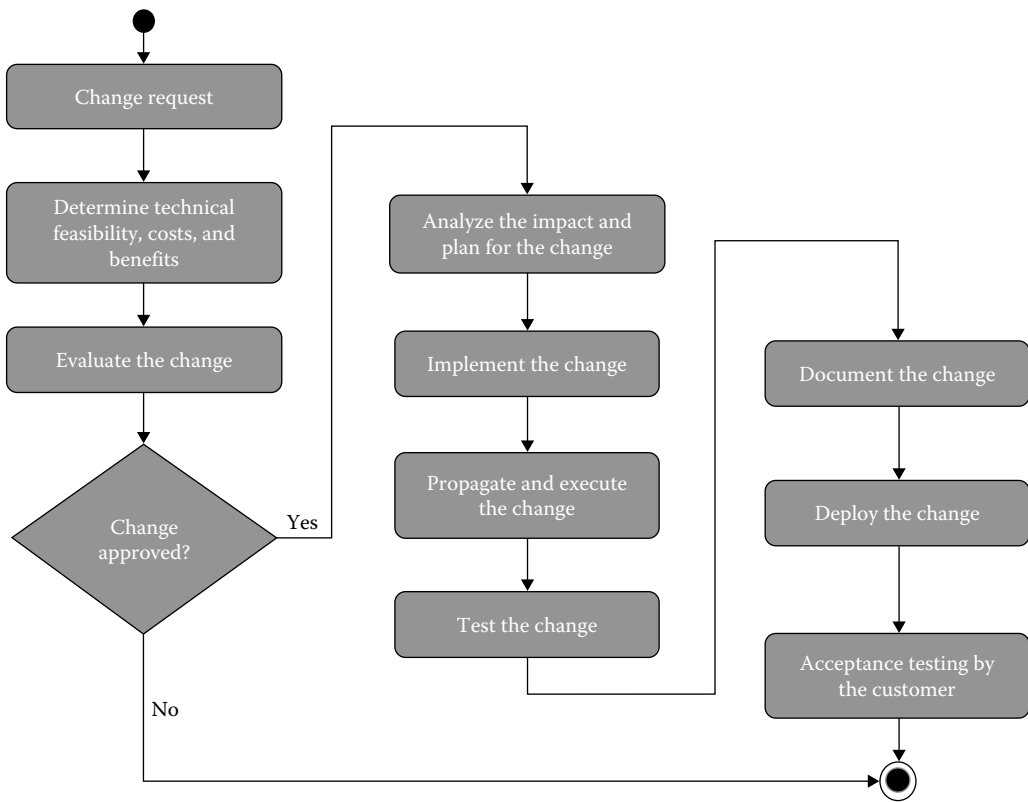 Change request
Determine technical
feasibility, costs, and
benefits
Evaluate the change
Change
approved?
Yes
No
Analyze the impact and
plan for the change
Implement the change
Propagate and execute
the change
Test the change
Document the change
Deploy the change
Acceptance testing by
the customer